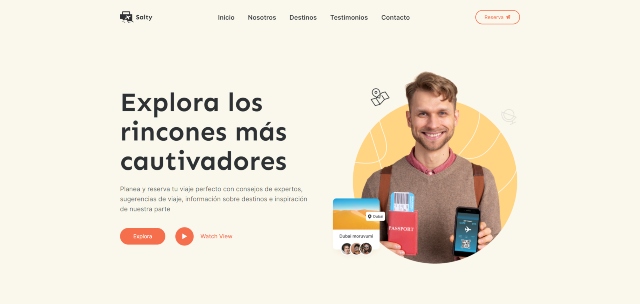 Salty
Inicio Nosotros Destinos Testimonios Contacto
Reserva
Explora los
rincones más
cautivadores
Planea y reserva tu viaje perfecto con consejos de expertos,
sugerencias de viaje, información sobre destinos e inspiración
de nuestra parte
Explora
Watch View
Dubai
Dubai moruyumi
PASSPORT